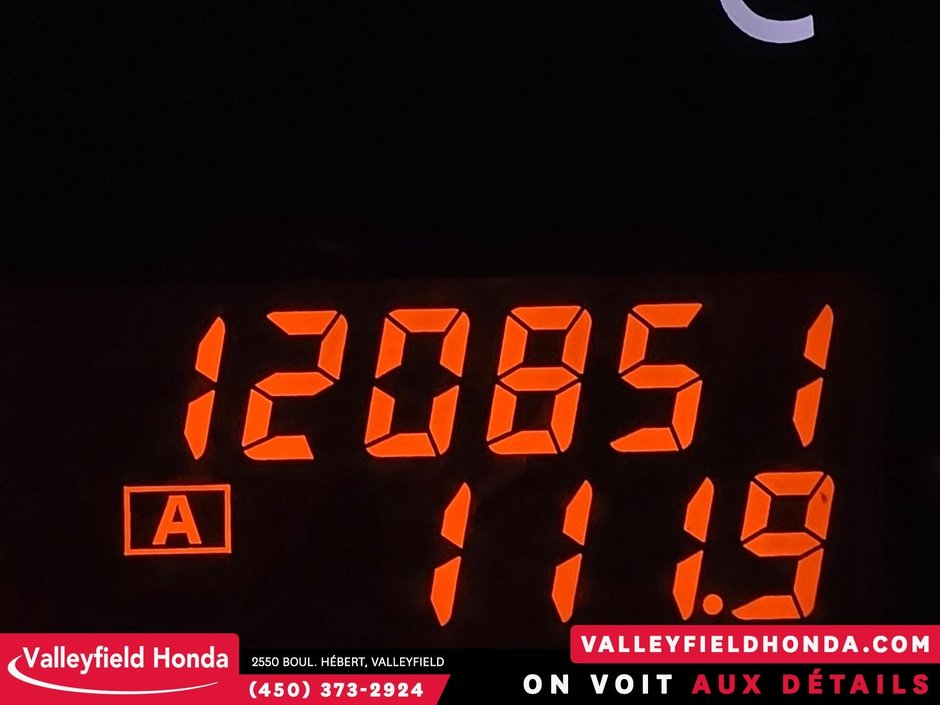 C
120851
A
111.9
Valleyfield Honda
2550 BOUL. HÉBERT, VALLEYFIELD
(450) 373-2924
VALLEYFIELDHONDA.COM
ON VOIT AUX DÉTAILS